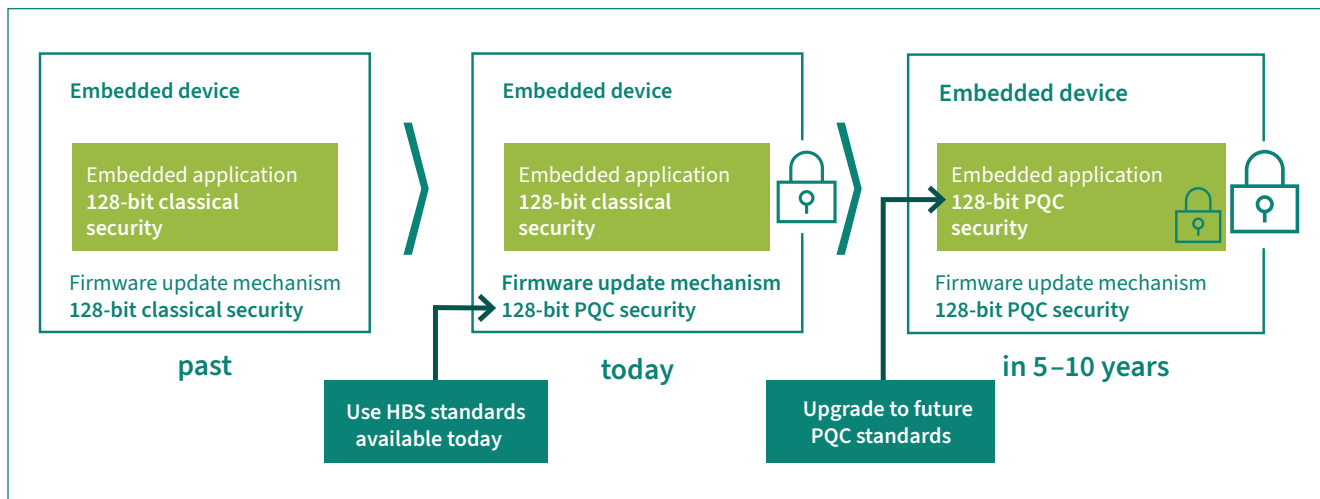 Embedded device
Embedded application
128-bit classical
security
Firmware update mechanism
128-bit classical security
past
Embedded device
Embedded application
128-bit classical
security
Firmware update mechanism
128-bit PQC security
today
Use HBS standards
available today
Embedded device
Embedded application
128-bit PQC
security
Firmware update mechanism
128-bit PQC security
in 5–10 years
Upgrade to future
PQC standards